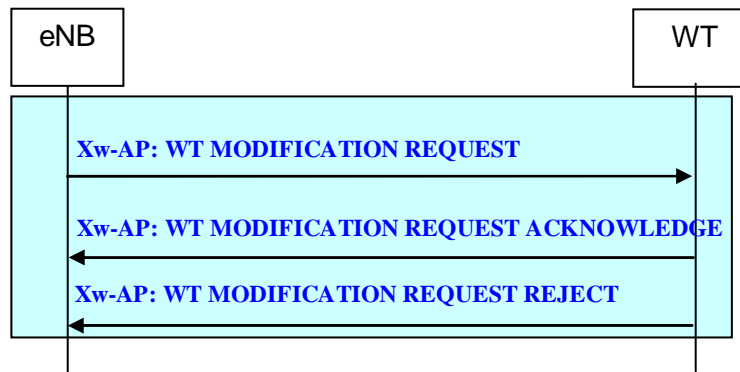 eNB
WT
Xw-AP: WT MODIFICATION REQUEST
Xw-AP: WT MODIFICATION REQUEST ACKNOWLEDGE
Xw-AP: WT MODIFICATION REQUEST REJECT